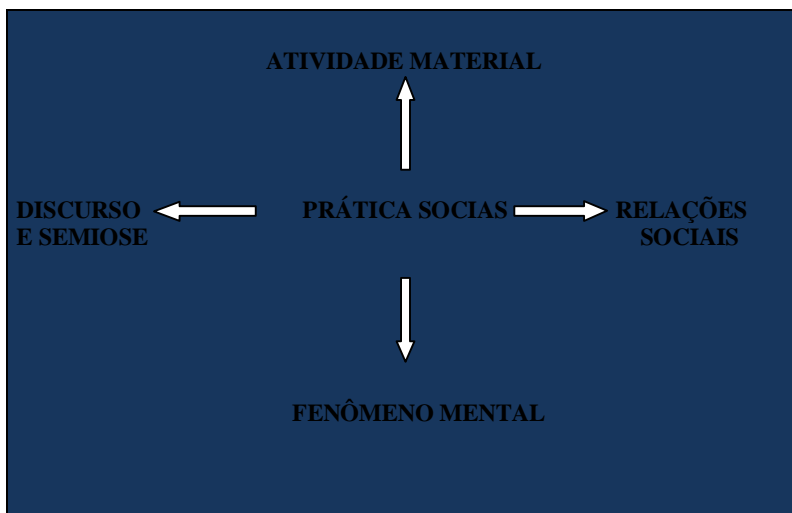 ATIVIDADE MATERIAL
DISCURSO
E SEMIOSE
PRÁTICA SOCIAS
RELAÇÕES
SOCIAIS
FENÔMENO MENTAL